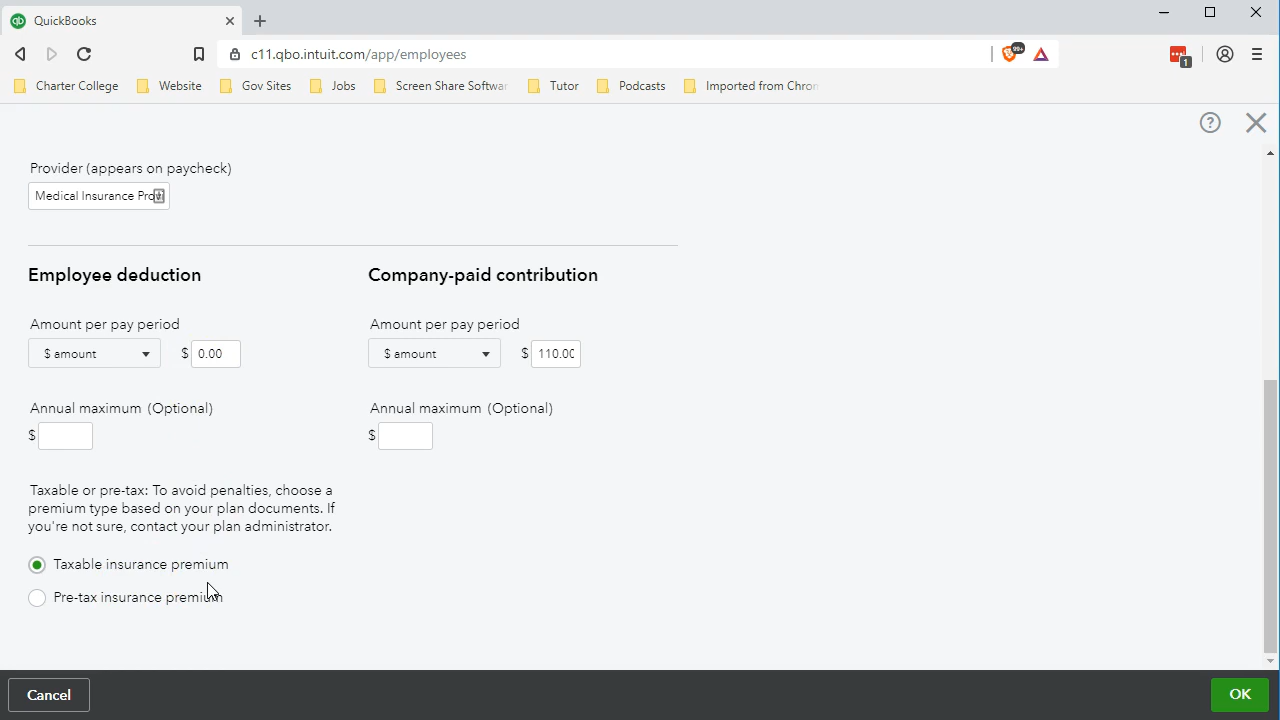 QuickBooks
c11.qbo.intuit.com/app/employees
99+
1
Charter College Website Gov Sites Jobs Screen Share Softwar Tutor Podcasts Imported from Chron
Provider (appears on paycheck)
Medical Insurance Prov
Employee deduction Company-paid contribution
Amount per pay period Amount per pay period
$ amount $ 0.00 $ amount $ 110.00
Annual maximum (Optional) Annual maximum (Optional)
$ $
Taxable or pre-tax: To avoid penalties, choose a
premium type based on your plan documents. If
you're not sure, contact your plan administrator.
Taxable insurance premium
Pre-tax insurance premium
Cancel OK